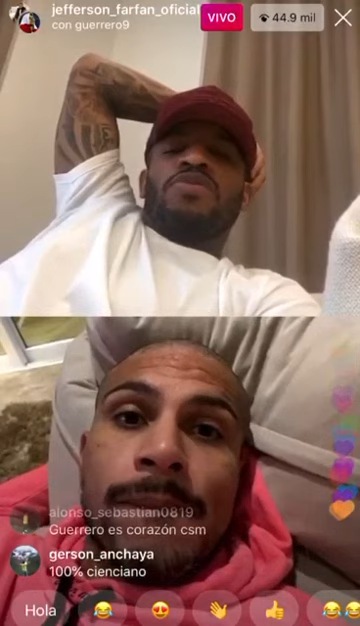 jefferson_farfan_oficial
con guerrero9
VIVO
44.9 mil
alonso_sebastian0819
Guerrero es corazón csm
gerson_anchaya
100% cienciano
Hola